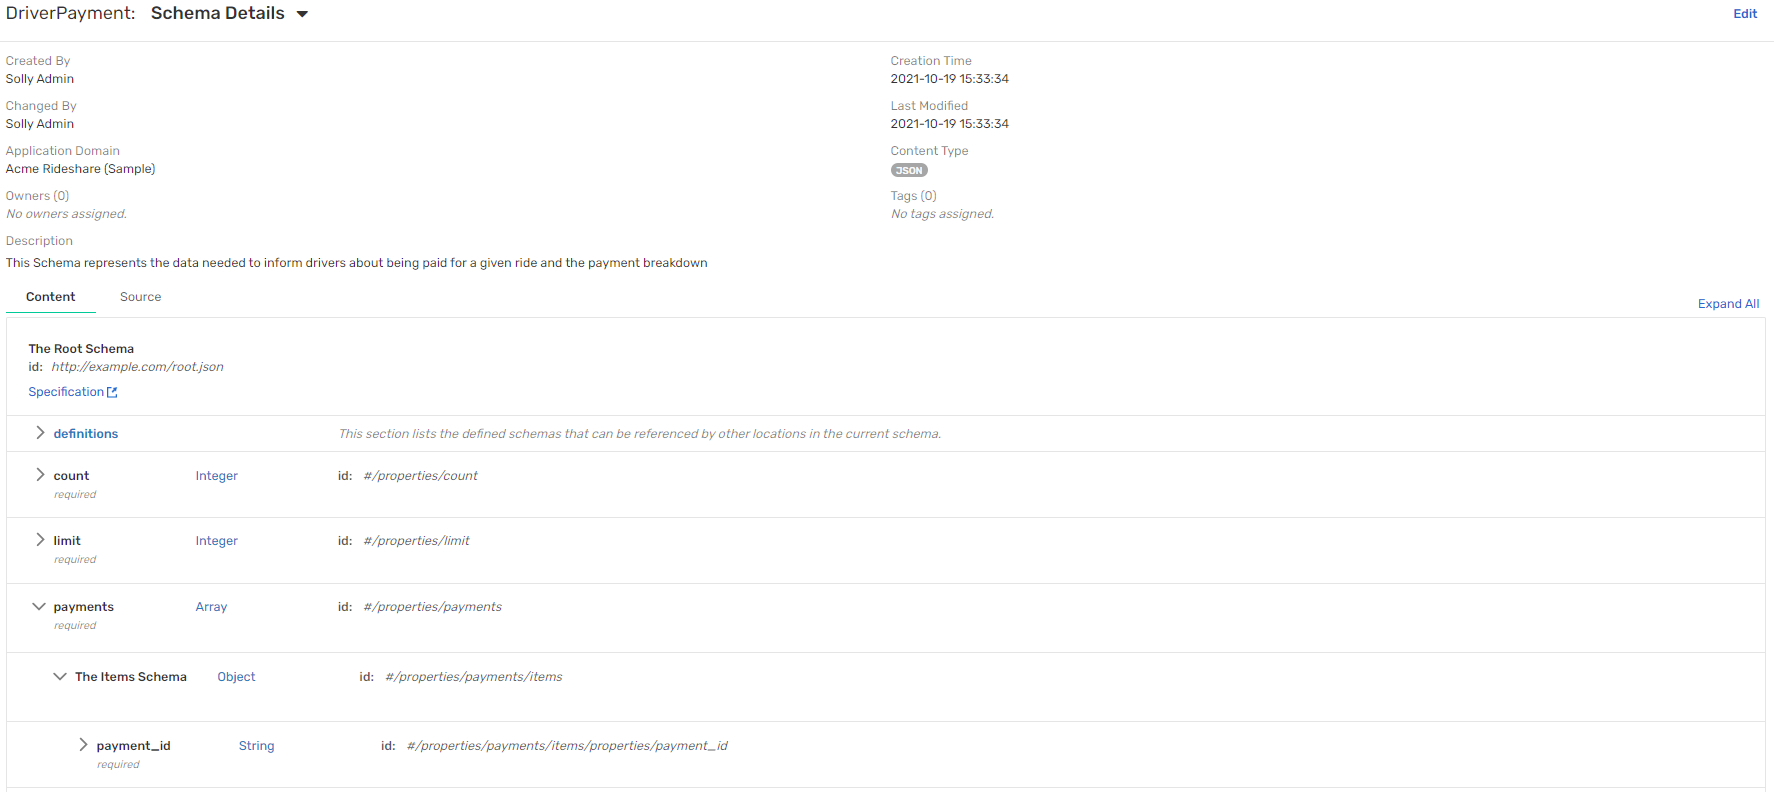 DriverPayment: Schema Details
Edit
Created By
Solly Admin
Creation Time
2021-10-19 15:33:34
Changed By
Solly Admin
Last Modified
2021-10-19 15:33:34
Application Domain
Acme Rideshare (Sample)
Content Type
JSON
Owners (0)
No owners assigned.
Tags (0)
No tags assigned.
Description
This Schema represents the data needed to inform drivers about being paid for a given ride and the payment breakdown
Content Source
Expand All
The Root Schema
id: http://example.com/root.json
Specification
definitions This section lists the defined schemas that can be referenced by other locations in the current schema.
count Integer id: #/properties/count
required
limit Integer id: #/properties/limit
required
payments Array id: #/properties/payments
required
The Items Schema Object id: #/properties/payments/items
payment_id String id: #/properties/payments/items/properties/payment_id
required